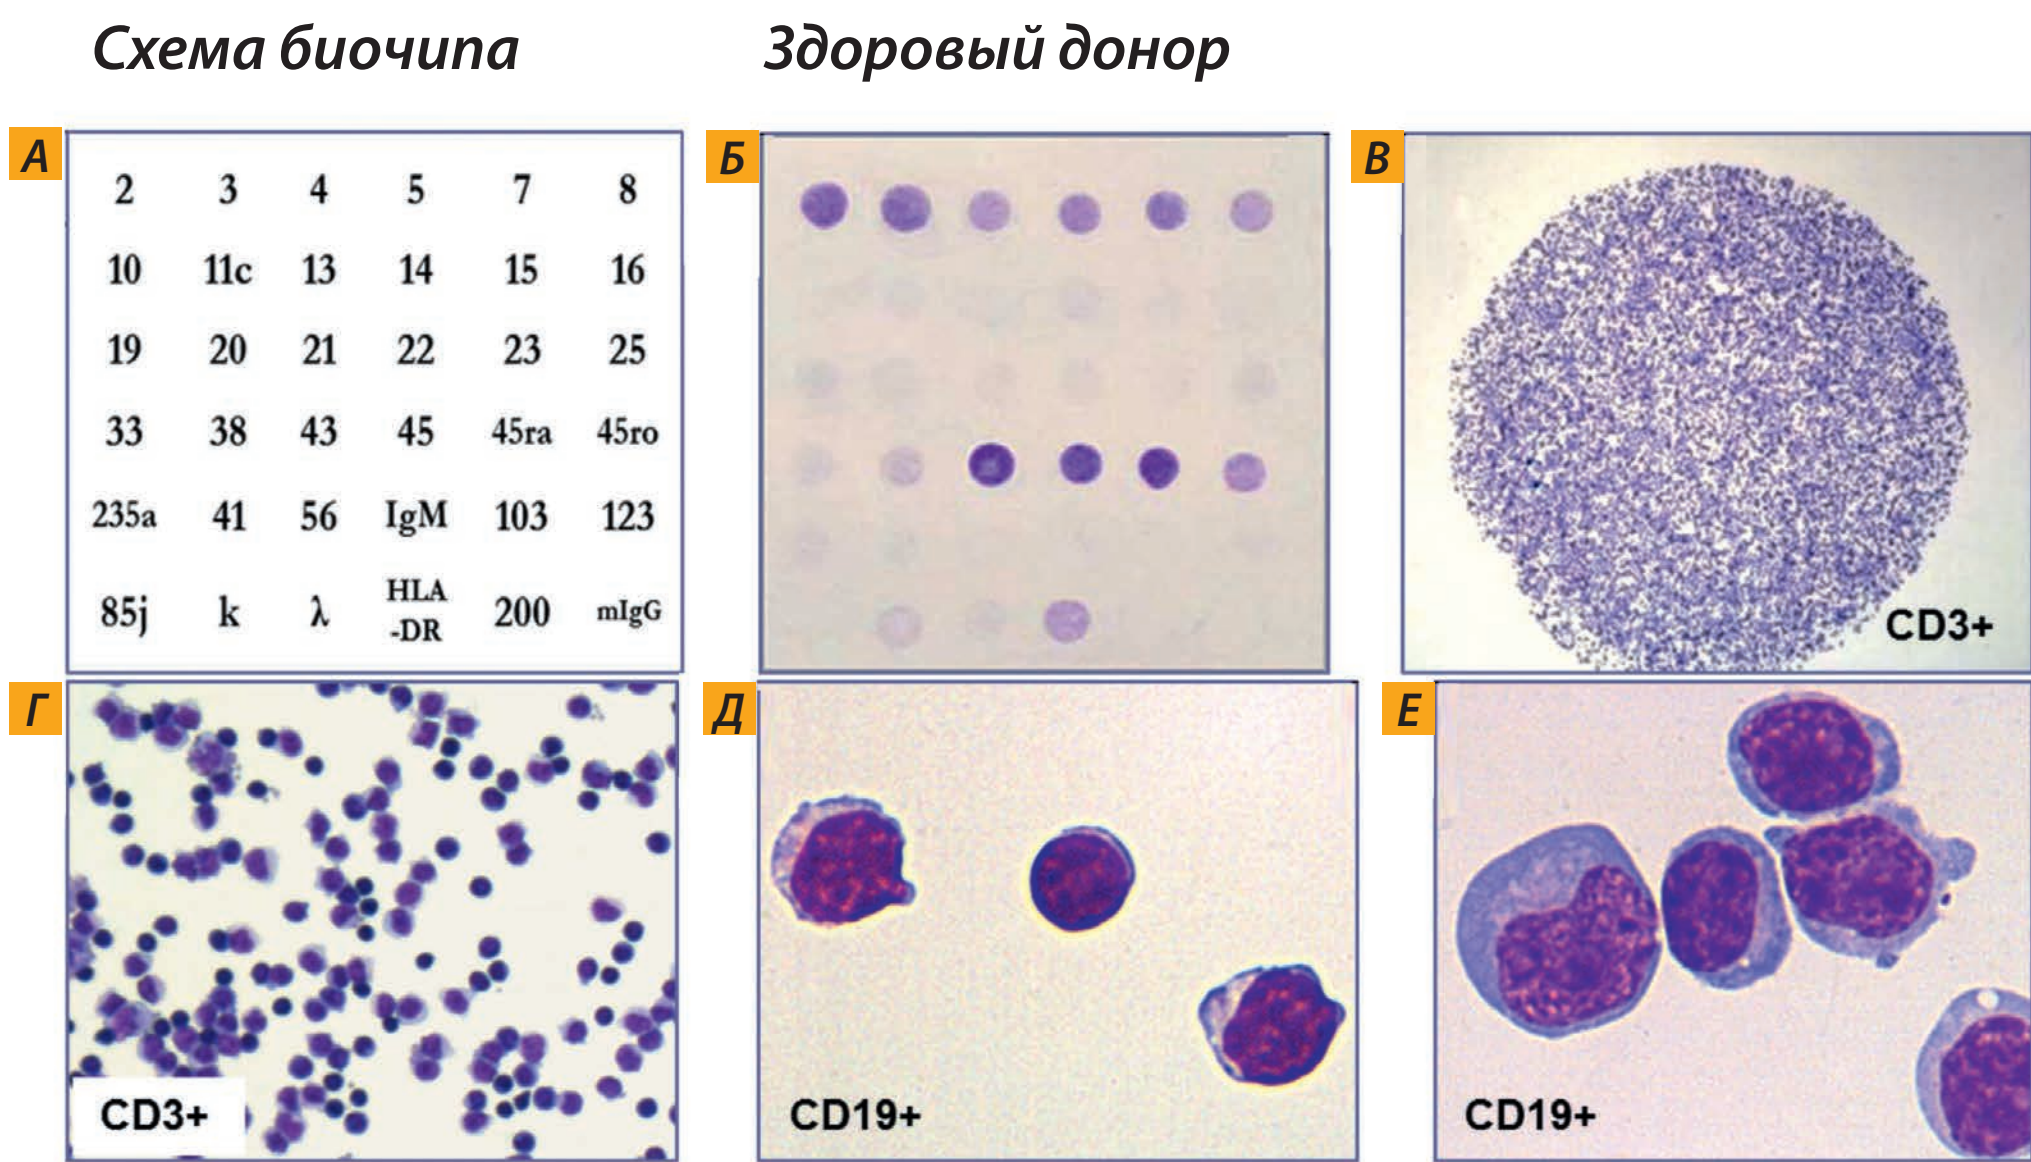 Схема биочипа
Здоровый донор
А
2 3 4 5 7 8
10 11c 13 14 15 16
19 20 21 22 23 25
33 38 43 45 45ra 45ro
235a 41 56 IgM 103 123
85j k λ HLA -DR 200 mIgG
Б
В
CD3+
Г
CD3+
Д
CD19+
Е
CD19+